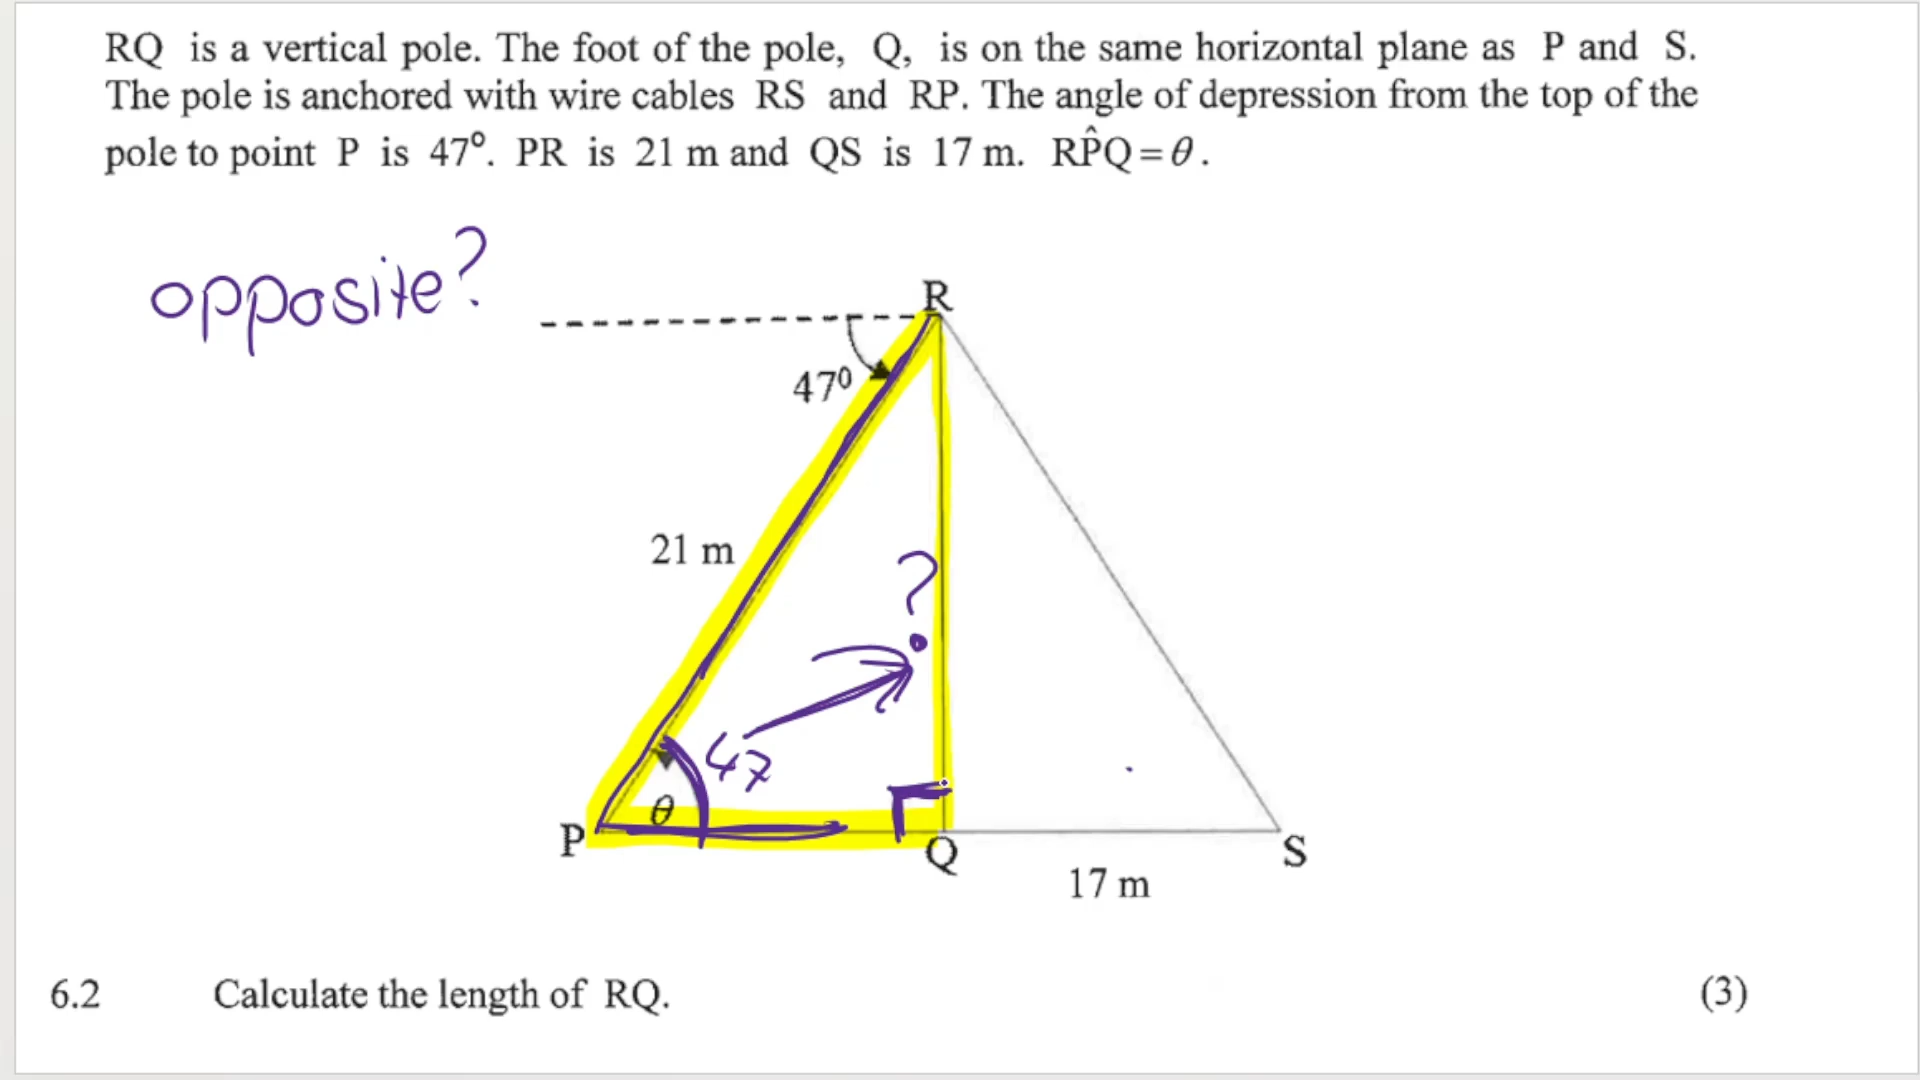 RQ is a vertical pole. The foot of the pole, Q, is on the same horizontal plane as P and S.
The pole is anchored with wire cables RS and RP. The angle of depression from the top of the
pole to point P is 47⁰. PR is 21 m and QS is 17 m. RP̂Q = θ.
opposite?
R
47⁰
21 m
?
47
θ
P
Q
S
17 m
6.2 Calculate the length of RQ. (3)